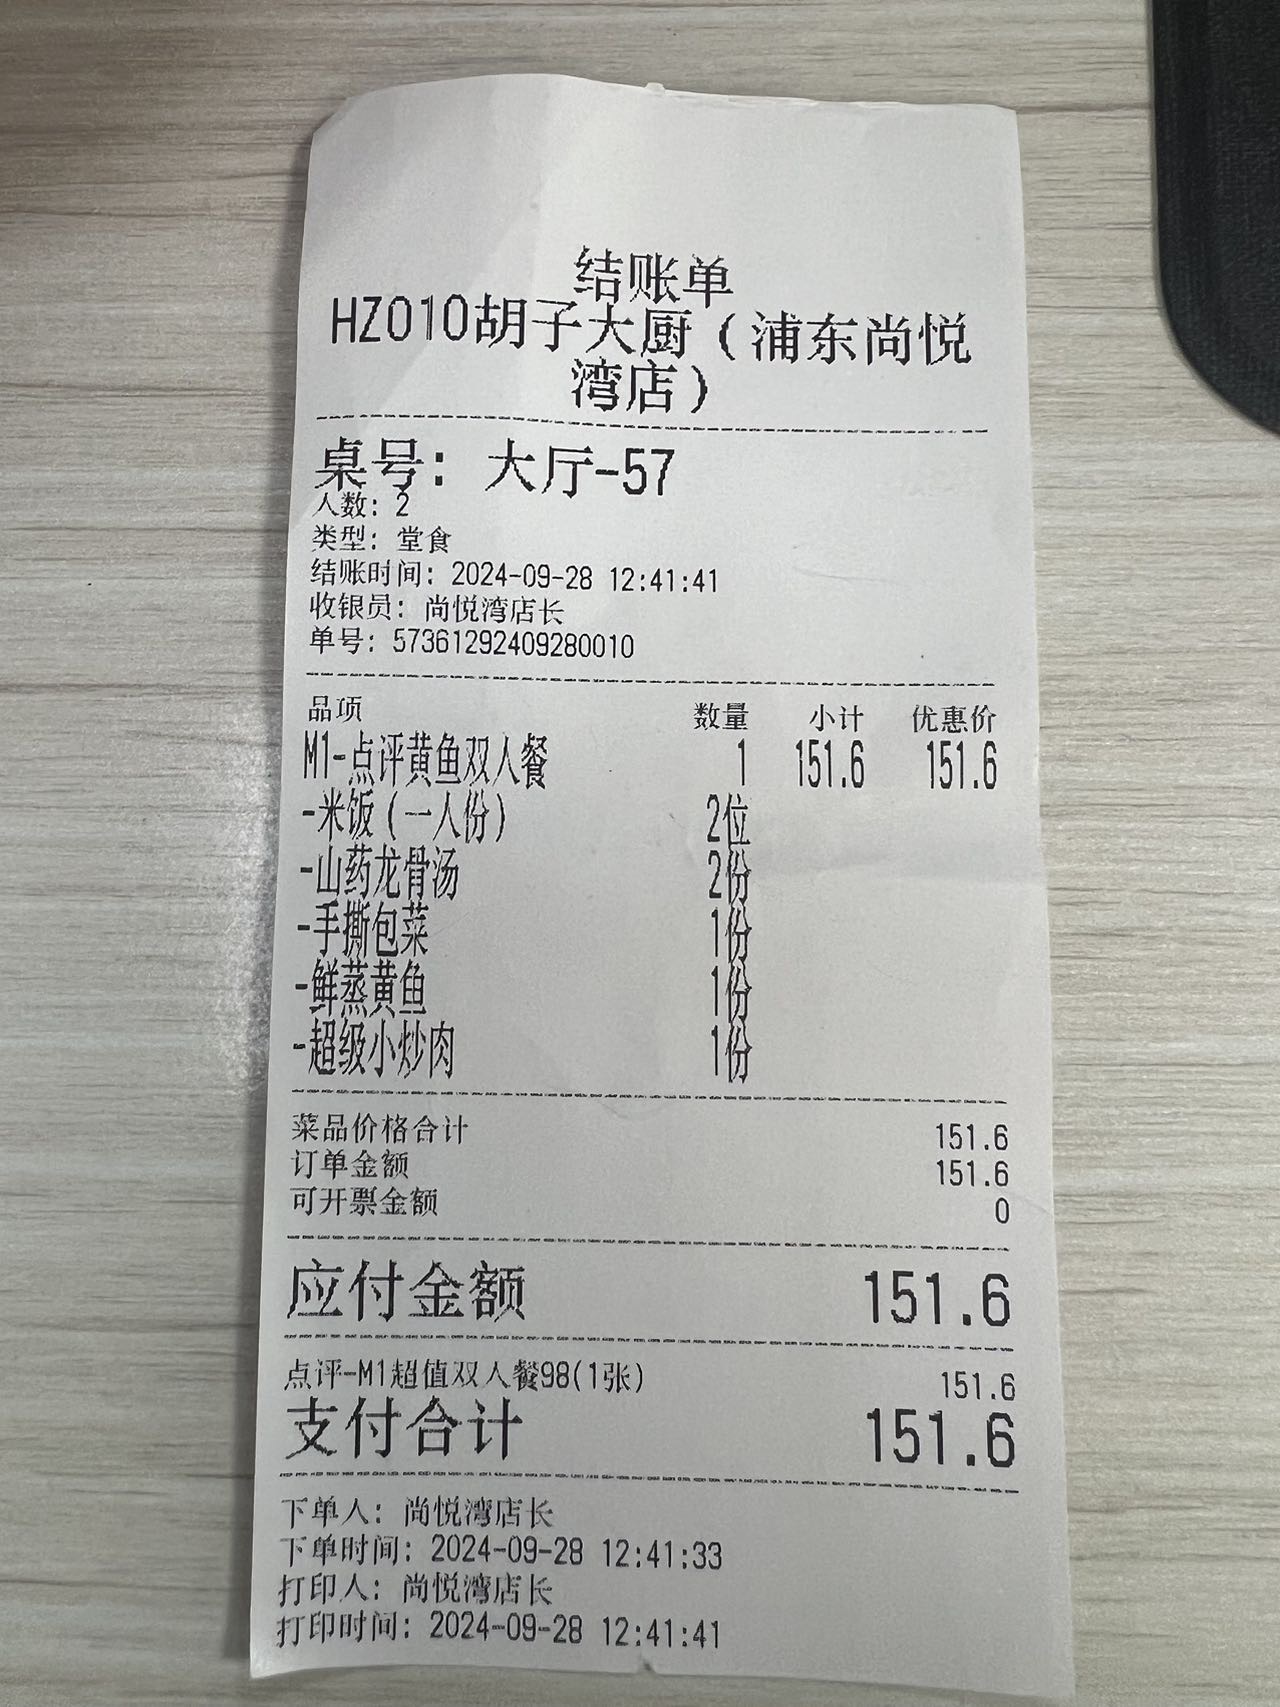 结账单
HZ010胡子大厨(浦东尚悦
湾店)
桌号: 大厅-57
人数: 2
类型: 堂食
结账时间: 2024-09-28 12:41:41
收银员: 尚悦湾店长
单号: 57361292409280010
品项 数量 小计 优惠价
M1-点评黄鱼双人餐 1 151.6 151.6
-米饭(一人份) 2位
-山药龙骨汤 2份
-手撕包菜 1份
-鲜蒸黄鱼 1份
-超级小炒肉 1份
菜品价格合计 151.6
订单金额 151.6
可开票金额 0
应付金额 151.6
点评-M1超值双人餐98(1张) 151.6
支付合计 151.6
下单人: 尚悦湾店长
下单时间: 2024-09-28 12:41:33
打印人: 尚悦湾店长
打印时间: 2024-09-28 12:41:41